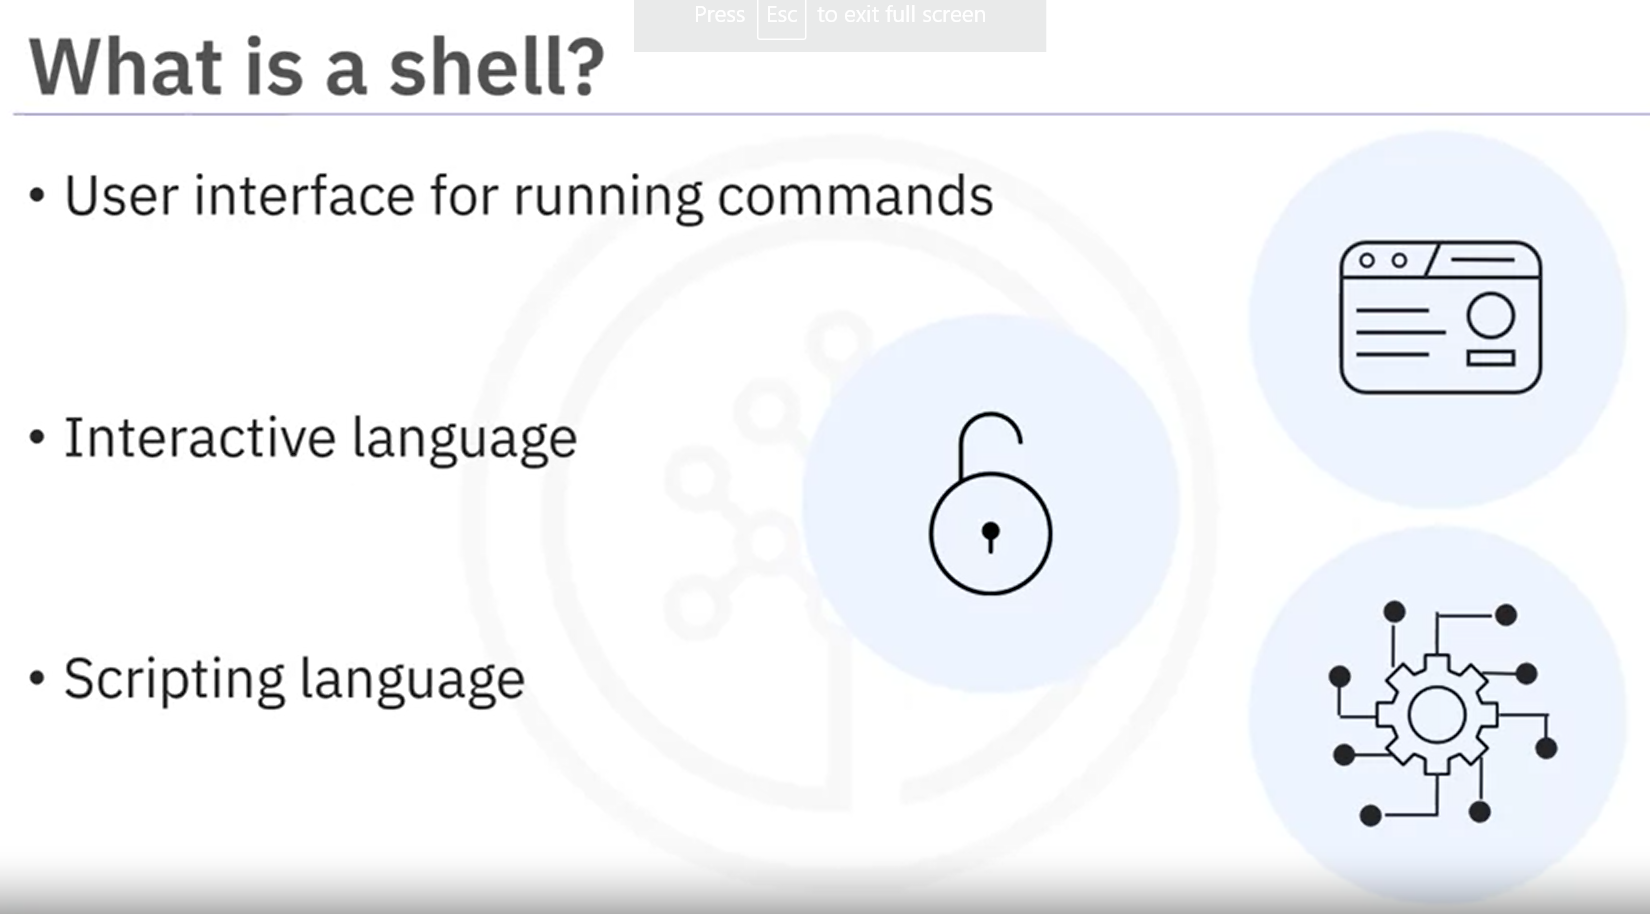 Press Esc to exit full screen
What is a shell?
• User interface for running commands
• Interactive language
• Scripting language